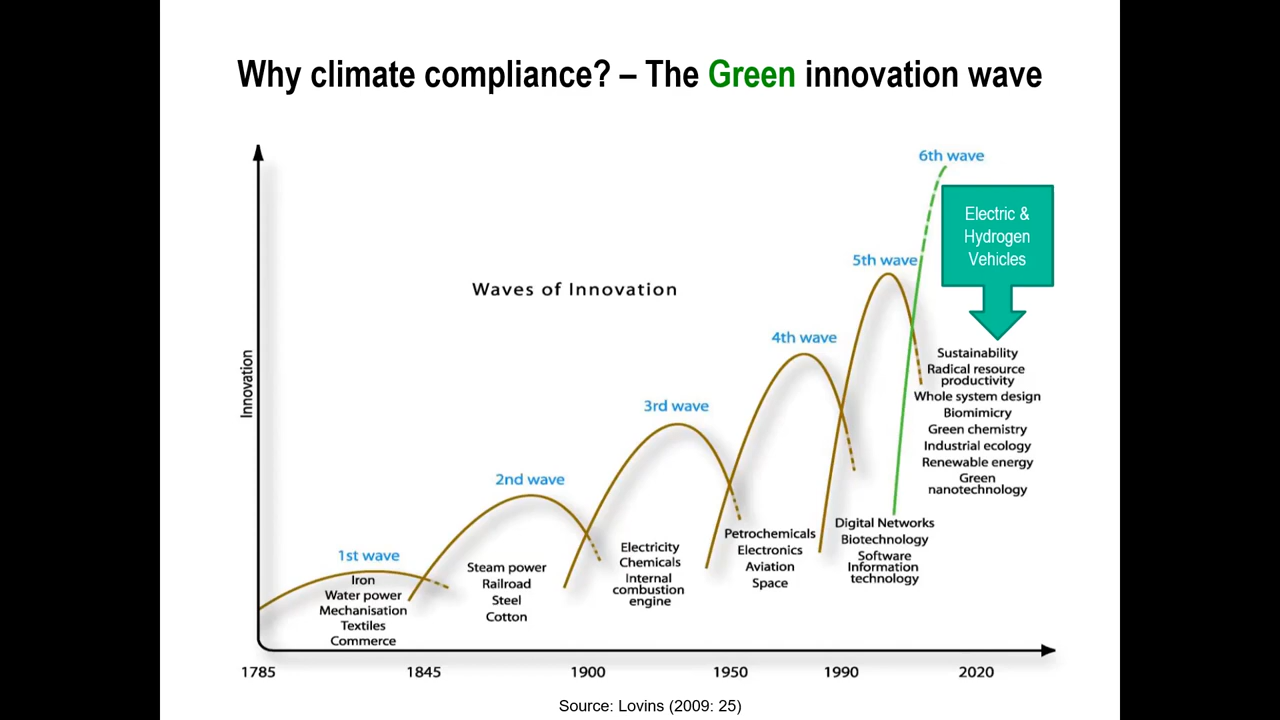 Why climate compliance? – The Green innovation wave
6th wave
Electric &
Hydrogen
Vehicles
5th wave
Waves of Innovation
4th wave
Innovation
Sustainability
Radical resource
productivity
Whole system design
Biomimicry
Green chemistry
Industrial ecology
Renewable energy
Green
nanotechnology
3rd wave
2nd wave
1st wave
Iron
Water power
Mechanisation
Textiles
Commerce
Steam power
Railroad
Steel
Cotton
Electricity
Chemicals
Internal
combustion
engine
Petrochemicals
Electronics
Aviation
Space
Digital Networks
Biotechnology
Software
Information
technology
1785
1845
1900
1950
1990
2020
Source: Lovins (2009: 25)